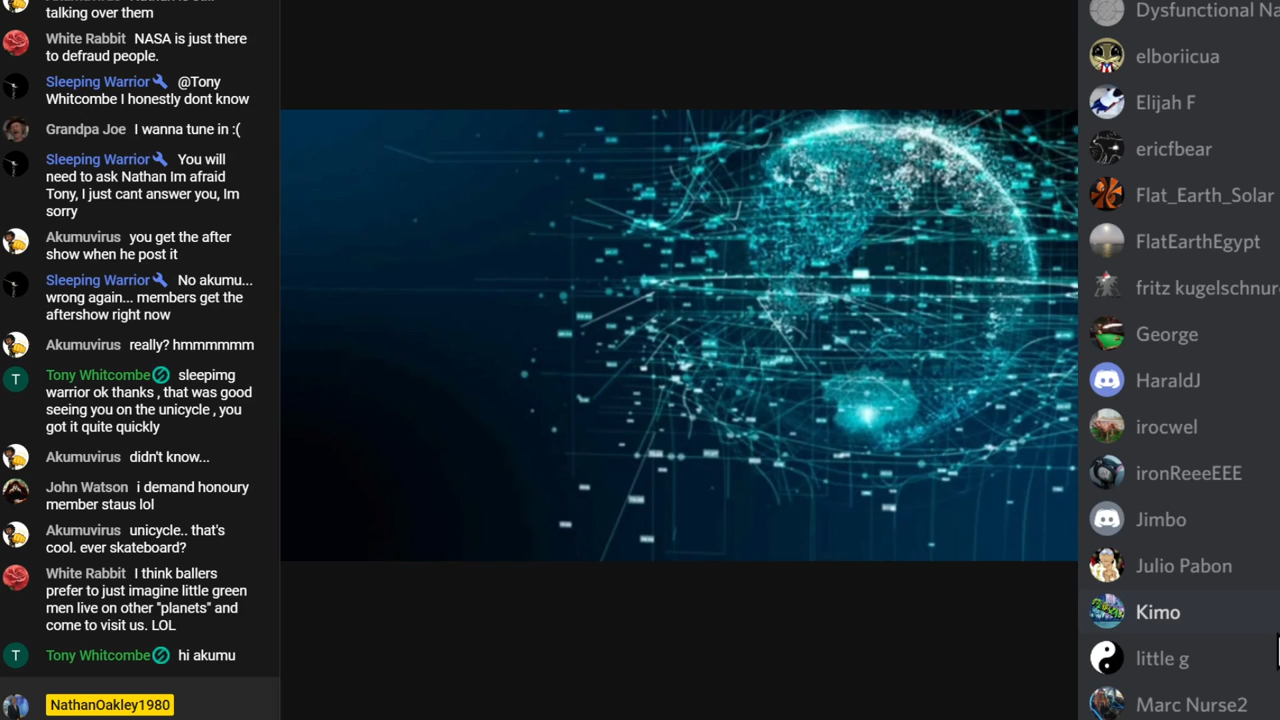 talking over them
White Rabbit NASA is just there
to defraud people.
Sleeping Warrior @Tony
Whitcombe I honestly dont know
Grandpa Joe I wanna tune in :(
Sleeping Warrior You will
need to ask Nathan Im afraid
Tony, I just cant answer you, Im
sorry
Akumuvirus you get the after
show when he post it
Sleeping Warrior No akumu...
wrong again... members get the
aftershow right now
Akumuvirus really? hmmmmmm
T Tony Whitcombe sleepimg
warrior ok thanks , that was good
seeing you on the unicycle , you
got it quite quickly
Akumuvirus didn't know...
John Watson i demand honoury
member staus lol
Akumuvirus unicycle.. that's
cool. ever skateboard?
White Rabbit I think ballers
prefer to just imagine little green
men live on other "planets" and
come to visit us. LOL
T Tony Whitcombe hi akumu
NathanOakley1980
Dysfunctional Na
elboriicua
Elijah F
ericfbear
Flat_Earth_Solar
FlatEarthEgypt
fritz kugelschnur
George
HaraldJ
irocwel
ironReeeEEE
Jimbo
Julio Pabon
Kimo
little g
Marc Nurse2